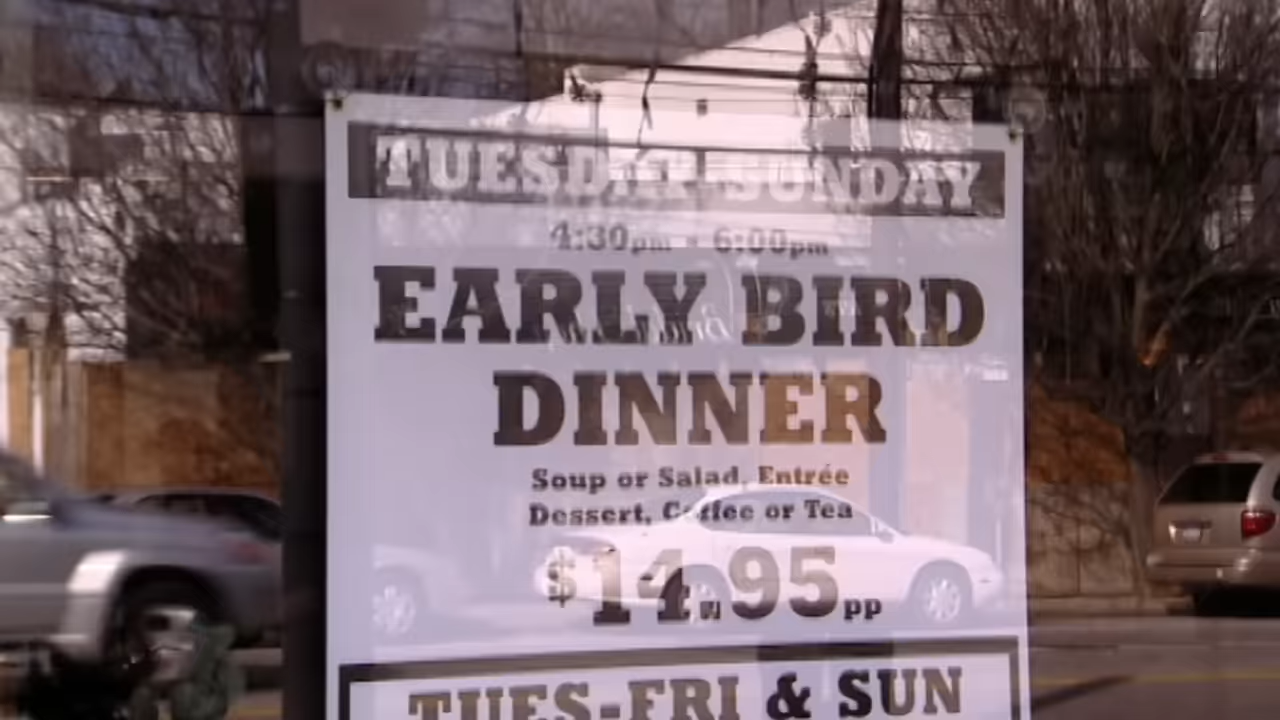 TUESDAY-SUNDAY
4:30pm - 6:00pm
EARLY BIRD
DINNER
Soup or Salad, Entrée
Dessert, Coffee or Tea
$14.95pp
TUES-FRI & SUN